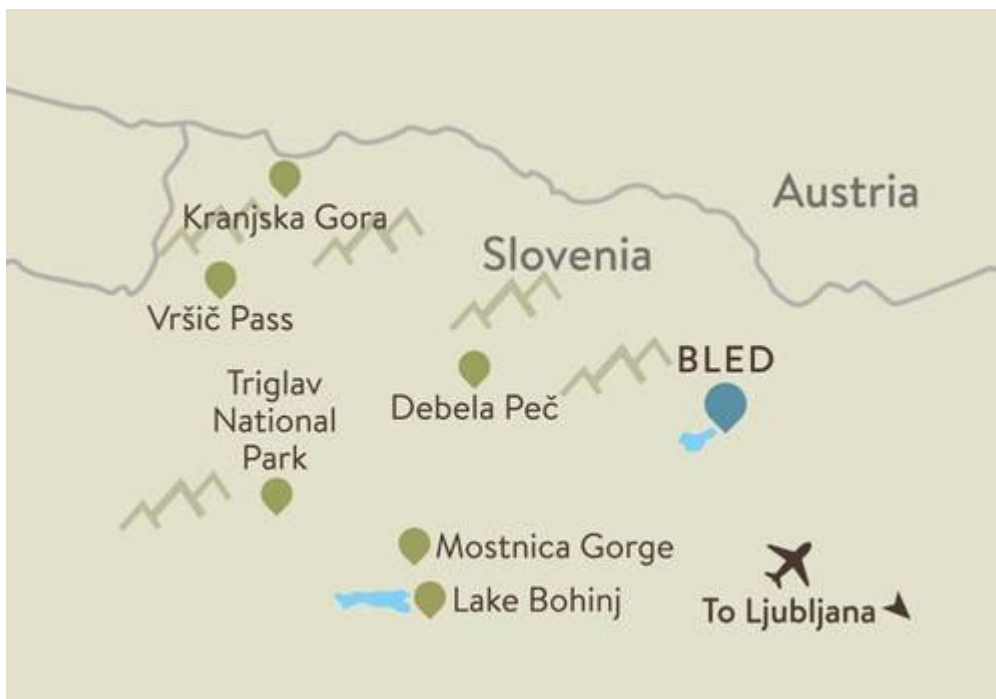 Austria
Kranjska Gora
Slovenia
Vršič Pass
BLED
Triglav
National
Park
Debela Peč
Mostnica Gorge
Lake Bohinj
To Ljubljana